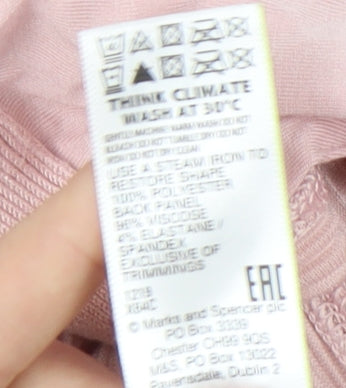 THINK CLIMATE
WASH AT 30°C
USE A STEAM IRON TO
RESTORE SHAPE
100% POLYESTER
BACK PANEL
96% VISCOSE
4% ELASTANE /
SPANDEX
EXCLUSIVE OF
TRIMMINGS
EAC
© Marks and Spencer plc
PO Box 3339
Chester CH99 9QS
M&S PO Box 13022
Ravensdale, Dublin 2